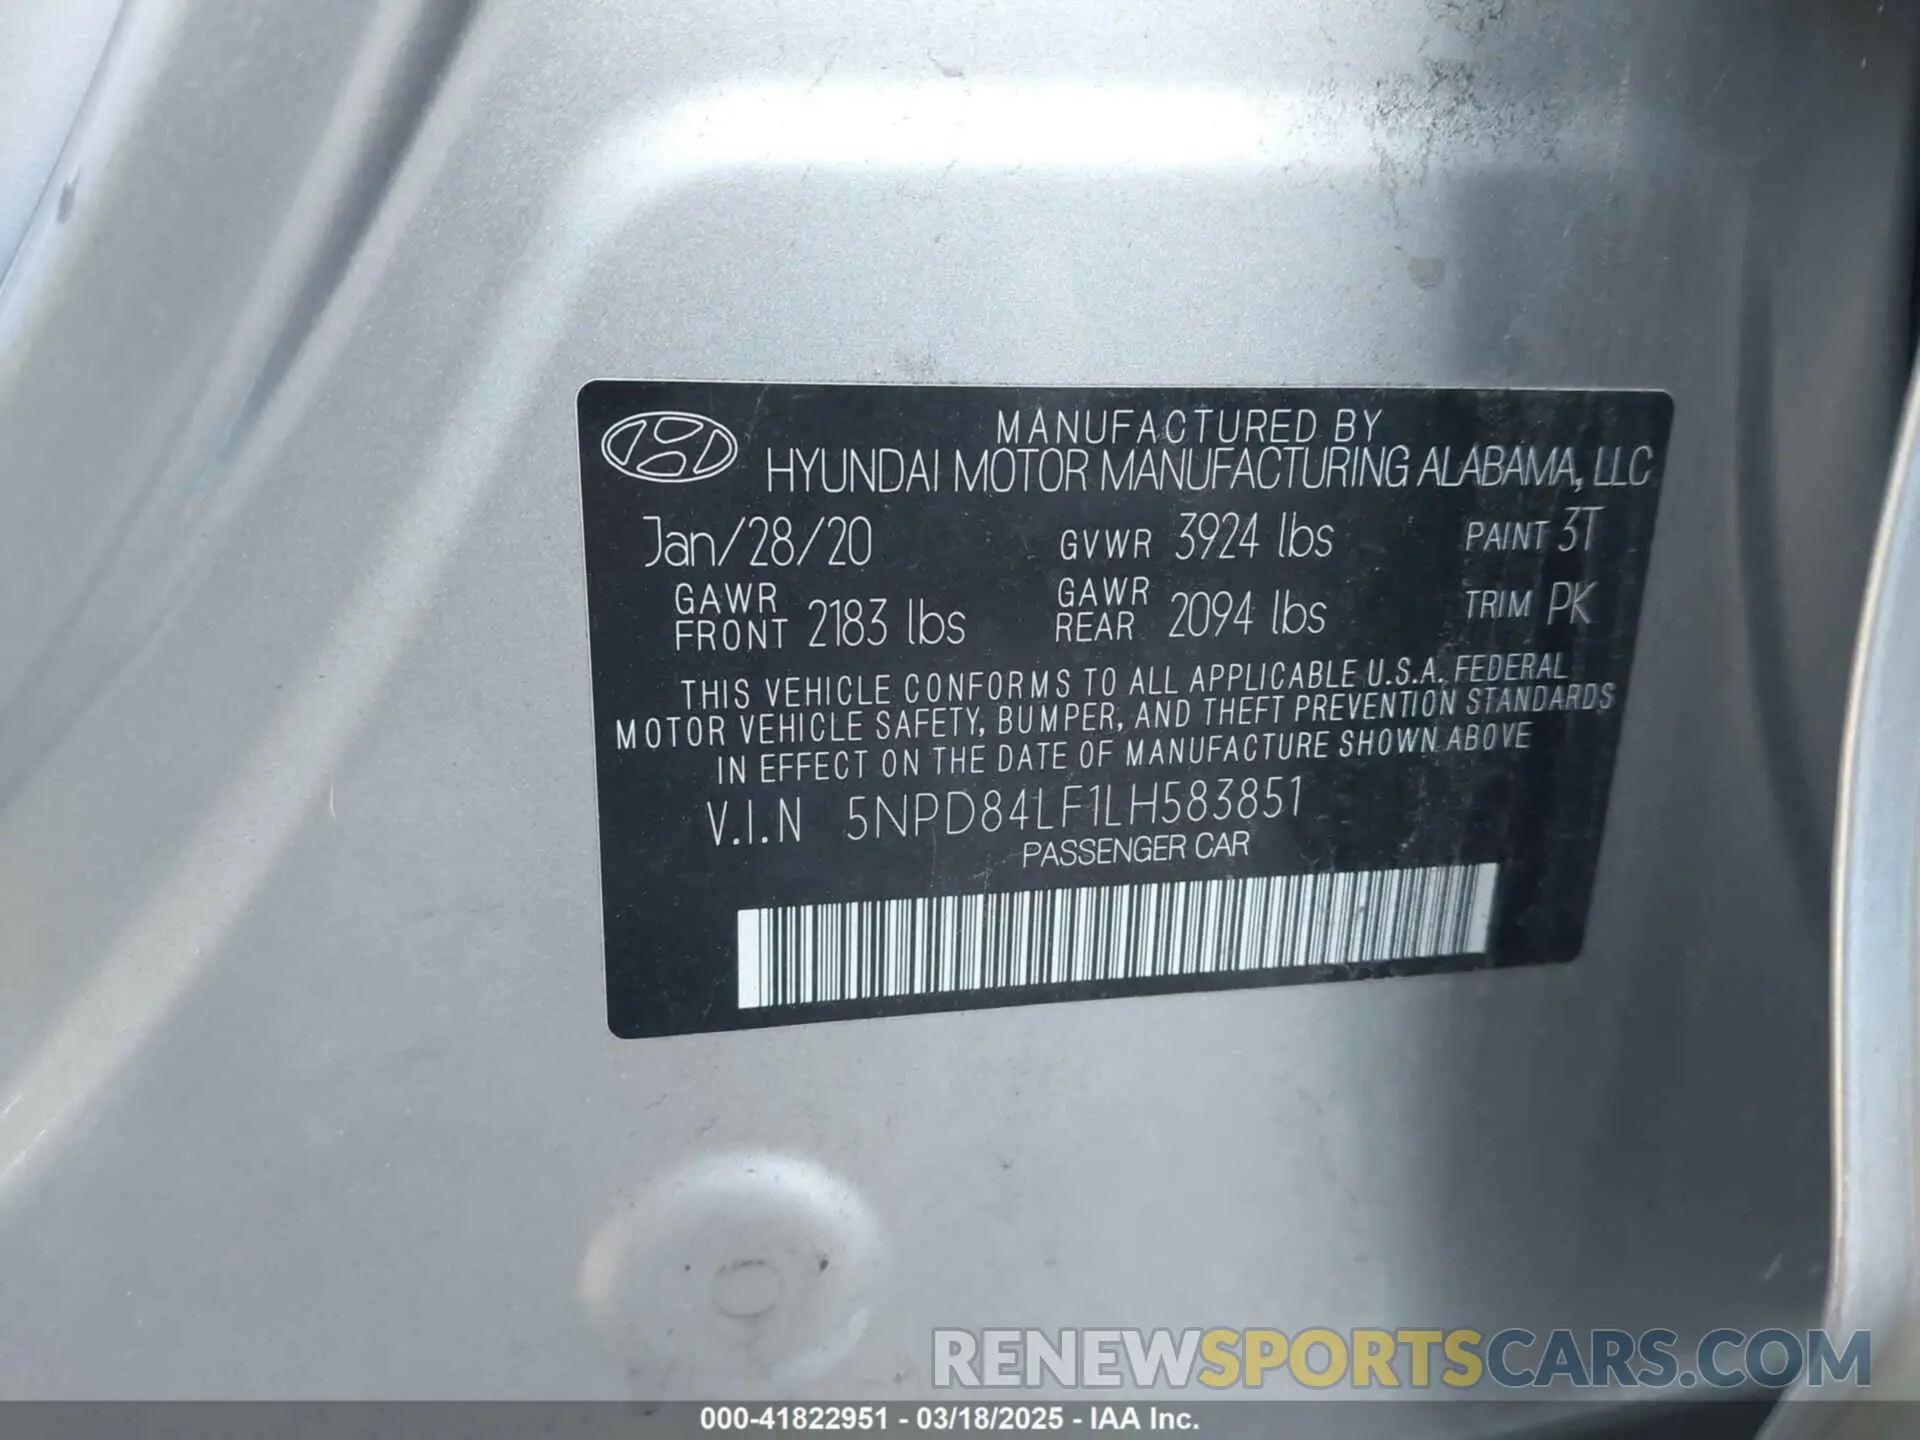 MANUFACTURED BY
HYUNDAI MOTOR MANUFACTURING ALABAMA, LLC
Jan/28/20 GVWR 3924 lbs PAINT 3T
GAWR FRONT 2183 lbs GAWR REAR 2094 lbs TRIM PK
THIS VEHICLE CONFORMS TO ALL APPLICABLE U.S.A. FEDERAL
MOTOR VEHICLE SAFETY, BUMPER, AND THEFT PREVENTION STANDARDS
IN EFFECT ON THE DATE OF MANUFACTURE SHOWN ABOVE
V.I.N 5NPD84LF1LH583851
PASSENGER CAR
RENEWSPORTSCARS.COM
000-41822951 - 03/18/2025 - IAA Inc.